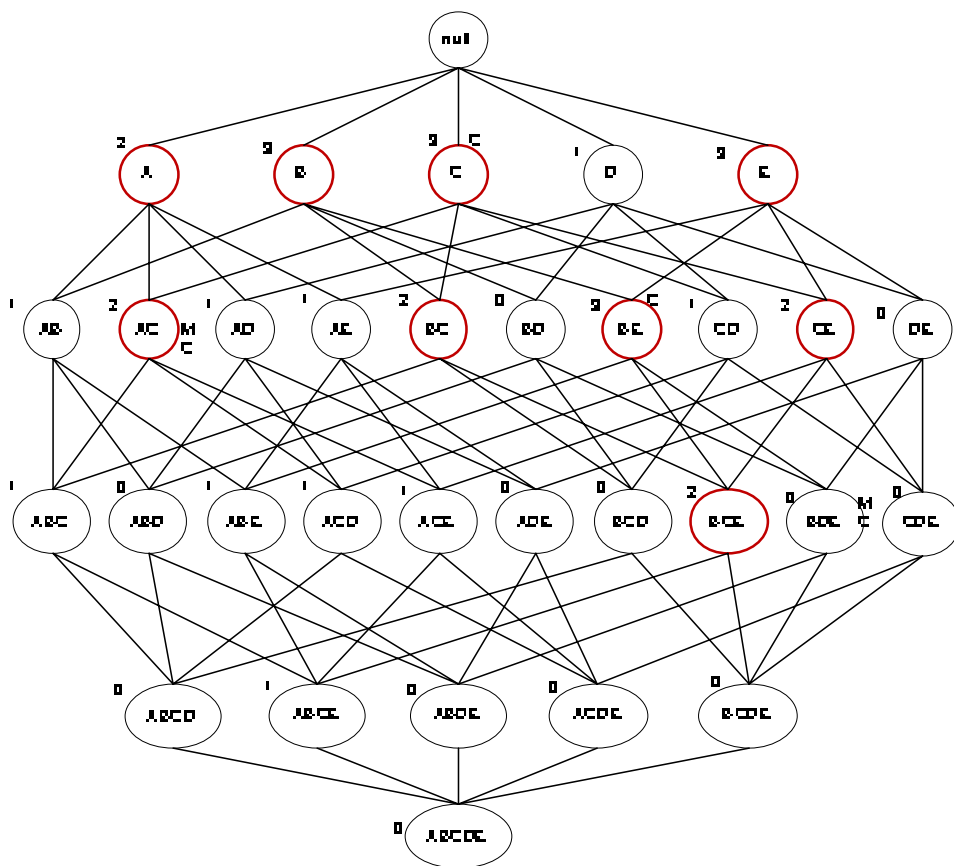 null
2 3 3 C 1 3
A B C D E
1 2 1 1 2 0 3 C 1 2 0
AB AC M C AD AE BC BD BE CD CE DE
1 0 1 1 1 0 0 2 0 M C 0
ABC ABD ABE ACD ACE ADE BCD BCE BDE CDE
0 1 0 0 0
ABCD ABCE ABDE ACDE BCDE
0 ABCDE